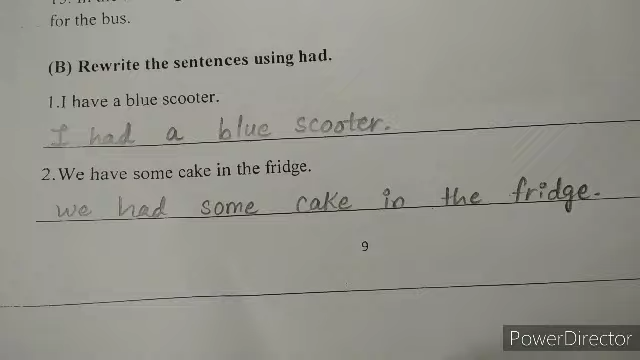 for the bus.
(B) Rewrite the sentences using had.
1.I have a blue scooter.
I had a blue scooter.
2.We have some cake in the fridge.
we had some cake in the fridge.
9
PowerDirector